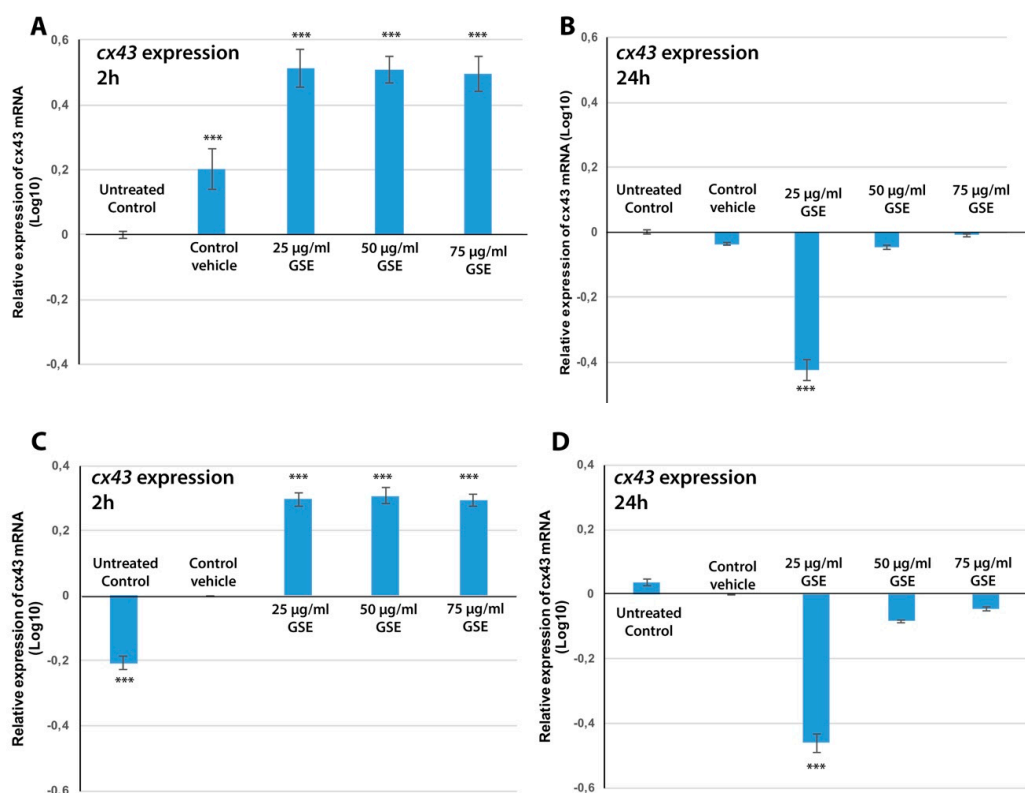 A
cx43 expression
2h
Relative expression of cx43 mRNA
(Log10)
0,6
0,4
0,2
0
-0,2
-0,4
***
***
***
***
Untreated
Control
Control
vehicle
25 µg/ml
GSE
50 µg/ml
GSE
75 µg/ml
GSE
B
cx43 expression
24h
Relative expression of cx43 mRNA (Log10)
0,6
0,4
0,2
0
-0,2
-0,4
Untreated
Control
Control
vehicle
25 µg/ml
GSE
50 µg/ml
GSE
75 µg/ml
GSE
***
C
cx43 expression
2h
Relative expression of cx43 mRNA
(Log10)
0,4
0,2
0
-0,2
-0,4
-0,6
***
***
***
Untreated
Control
Control
vehicle
25 µg/ml
GSE
50 µg/ml
GSE
75 µg/ml
GSE
***
D
cx43 expression
24h
Relative expression of cx43 mRNA
(Log10)
0,4
0,2
0
-0,2
-0,4
-0,6
Untreated
Control
Control
vehicle
25 µg/ml
GSE
50 µg/ml
GSE
75 µg/ml
GSE
***